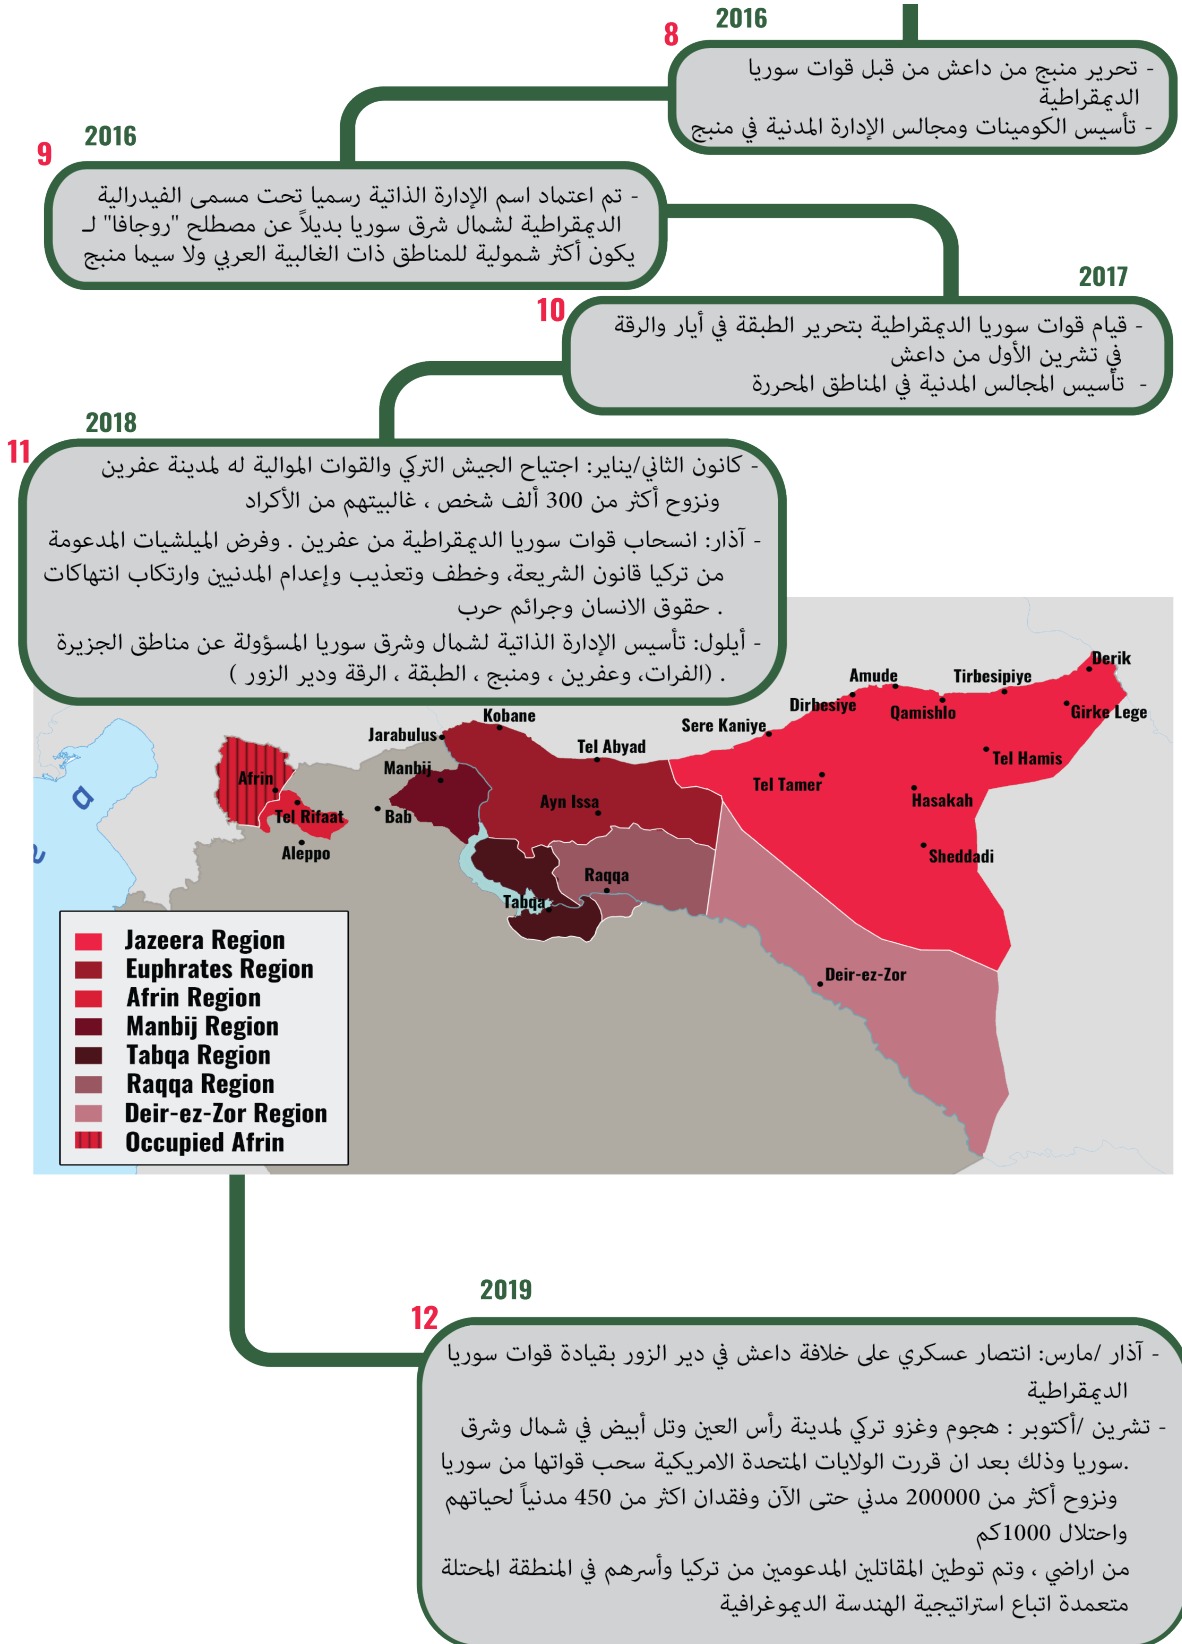 2016
8
- تحرير منبج من داعش من قبل قوات سوريا
الديمقراطية
- تأسيس الكومينات ومجالس الإدارة المدنية في منبج
2016
9
- تم اعتماد اسم الإدارة الذاتية رسميا تحت مسمى الفيدرالية
الديمقراطية لشمال شرق سوريا بديلاً عن مصطلح "روجافا" لـ
يكون أكثر شمولية للمناطق ذات الغالبية العربي ولا سيما منبج
2017
10
- قيام قوات سوريا الديمقراطية بتحرير الطبقة في أيار والرقة
في تشرين الأول من داعش
- تأسيس المجالس المدنية في المناطق المحررة
2018
11
- كانون الثاني/يناير: اجتياح الجيش التركي والقوات الموالية له لمدينة عفرين
ونزوح أكثر من 300 ألف شخص ، غالبيتهم من الأكراد
- آذار: انسحاب قوات سوريا الديمقراطية من عفرين . وفرض الميلشيات المدعومة
من تركيا قانون الشريعة، وخطف وتعذيب وإعدام المدنيين وارتكاب انتهاكات
. حقوق الانسان وجرائم حرب
- أيلول: تأسيس الإدارة الذاتية لشمال وشرق سوريا المسؤولة عن مناطق الجزيرة
. (الفرات، وعفرين ، ومنبج ، الطبقة ، الرقة ودير الزور )
Derik
Amude
Tirbesipiye
Dirbesiye
Qamishlo
Girke Lege
Kobane
Sere Kaniye
Jarabulus
Tel Abyad
Tel Hamis
Manbij
Afrin
Tel Tamer
Hasakah
Ayn Issa
Tel Rifaat
Bab
Aleppo
Sheddadi
Raqqa
Tabqa
Deir-ez-Zor
a
Jazeera Region
Euphrates Region
Afrin Region
Manbij Region
Tabqa Region
Raqqa Region
Deir-ez-Zor Region
Occupied Afrin
2019
12
- آذار /مارس: انتصار عسكري على خلافة داعش في دير الزور بقيادة قوات سوريا
الديمقراطية
- تشرين /أكتوبر : هجوم وغزو تركي لمدينة رأس العين وتل أبيض في شمال وشرق
.سوريا وذلك بعد ان قررت الولايات المتحدة الامريكية سحب قواتها من سوريا
ونزوح أكثر من 200000 مدني حتى الآن وفقدان اكثر من 450 مدنياً لحياتهم
واحتلال 1000كم
من اراضي ، وتم توطين المقاتلين المدعومين من تركيا وأسرهم في المنطقة المحتلة
متعمدة اتباع استراتيجية الهندسة الديموغرافية